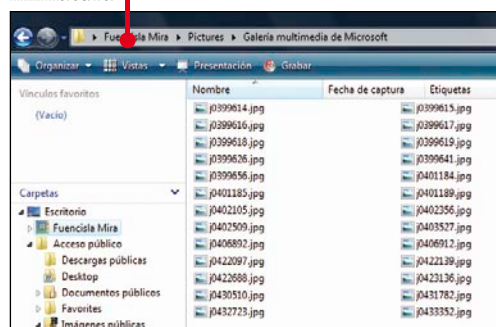 Fuencisla Mira ▸ Pictures ▸ Galería multimedia de Microsoft
Organizar Vistas Presentación Grabar
Vínculos favoritos
(Vacío)
Carpetas
Escritorio
Fuencisla Mira
Acceso público
Descargas públicas
Desktop
Documentos públicos
Favorites
Imágenes públicas
Nombre Fecha de captura Etiquetas
j0399614.jpg j0399615.jpg
j0399616.jpg j0399617.jpg
j0399618.jpg j0399619.jpg
j0399626.jpg j0399641.jpg
j0399656.jpg j0401184.jpg
j0401185.jpg j0401189.jpg
j0402105.jpg j0402356.jpg
j0402509.jpg j0403527.jpg
j0406892.jpg j0406912.jpg
j0422097.jpg j0422139.jpg
j0422688.jpg j0423136.jpg
j0430510.jpg j0431782.jpg
j0432723.jpg j0433352.jpg